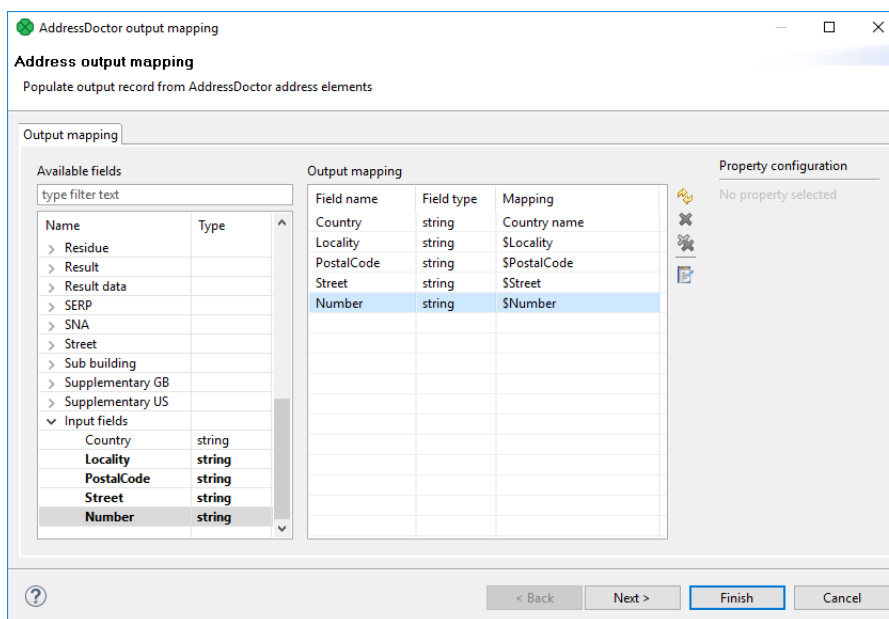 AddressDoctor output mapping
Address output mapping
Populate output record from AddressDoctor address elements
Output mapping
Available fields
type filter text
Name Type
Residue
Result
Result data
SERP
SNA
Street
Sub building
Supplementary GB
Supplementary US
Input fields
Country string
Locality string
PostalCode string
Street string
Number string
Output mapping
Field name Field type Mapping
Country string Country name
Locality string $Locality
PostalCode string $PostalCode
Street string $Street
Number string $Number
Property configuration
No property selected
? < Back Next > Finish Cancel